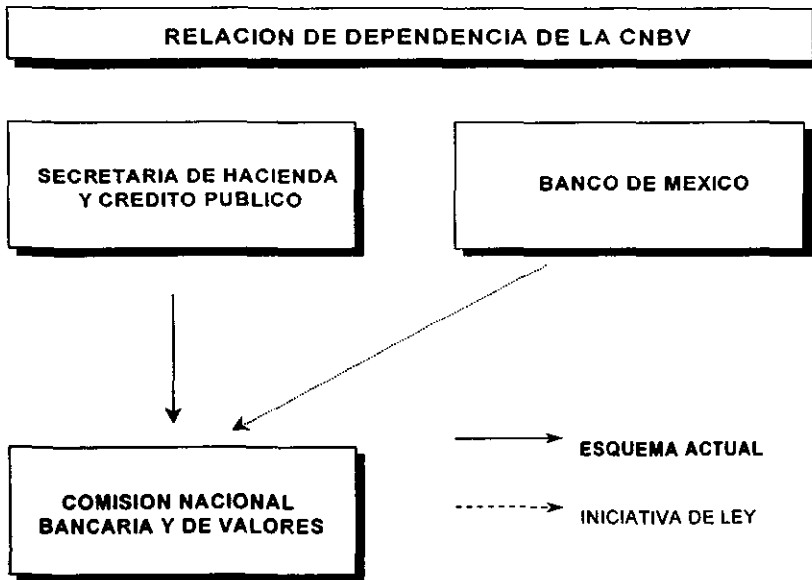 RELACION DE DEPENDENCIA DE LA CNBV
SECRETARIA DE HACIENDA
Y CREDITO PUBLICO
BANCO DE MEXICO
COMISION NACIONAL
BANCARIA Y DE VALORES
ESQUEMA ACTUAL
INICIATIVA DE LEY